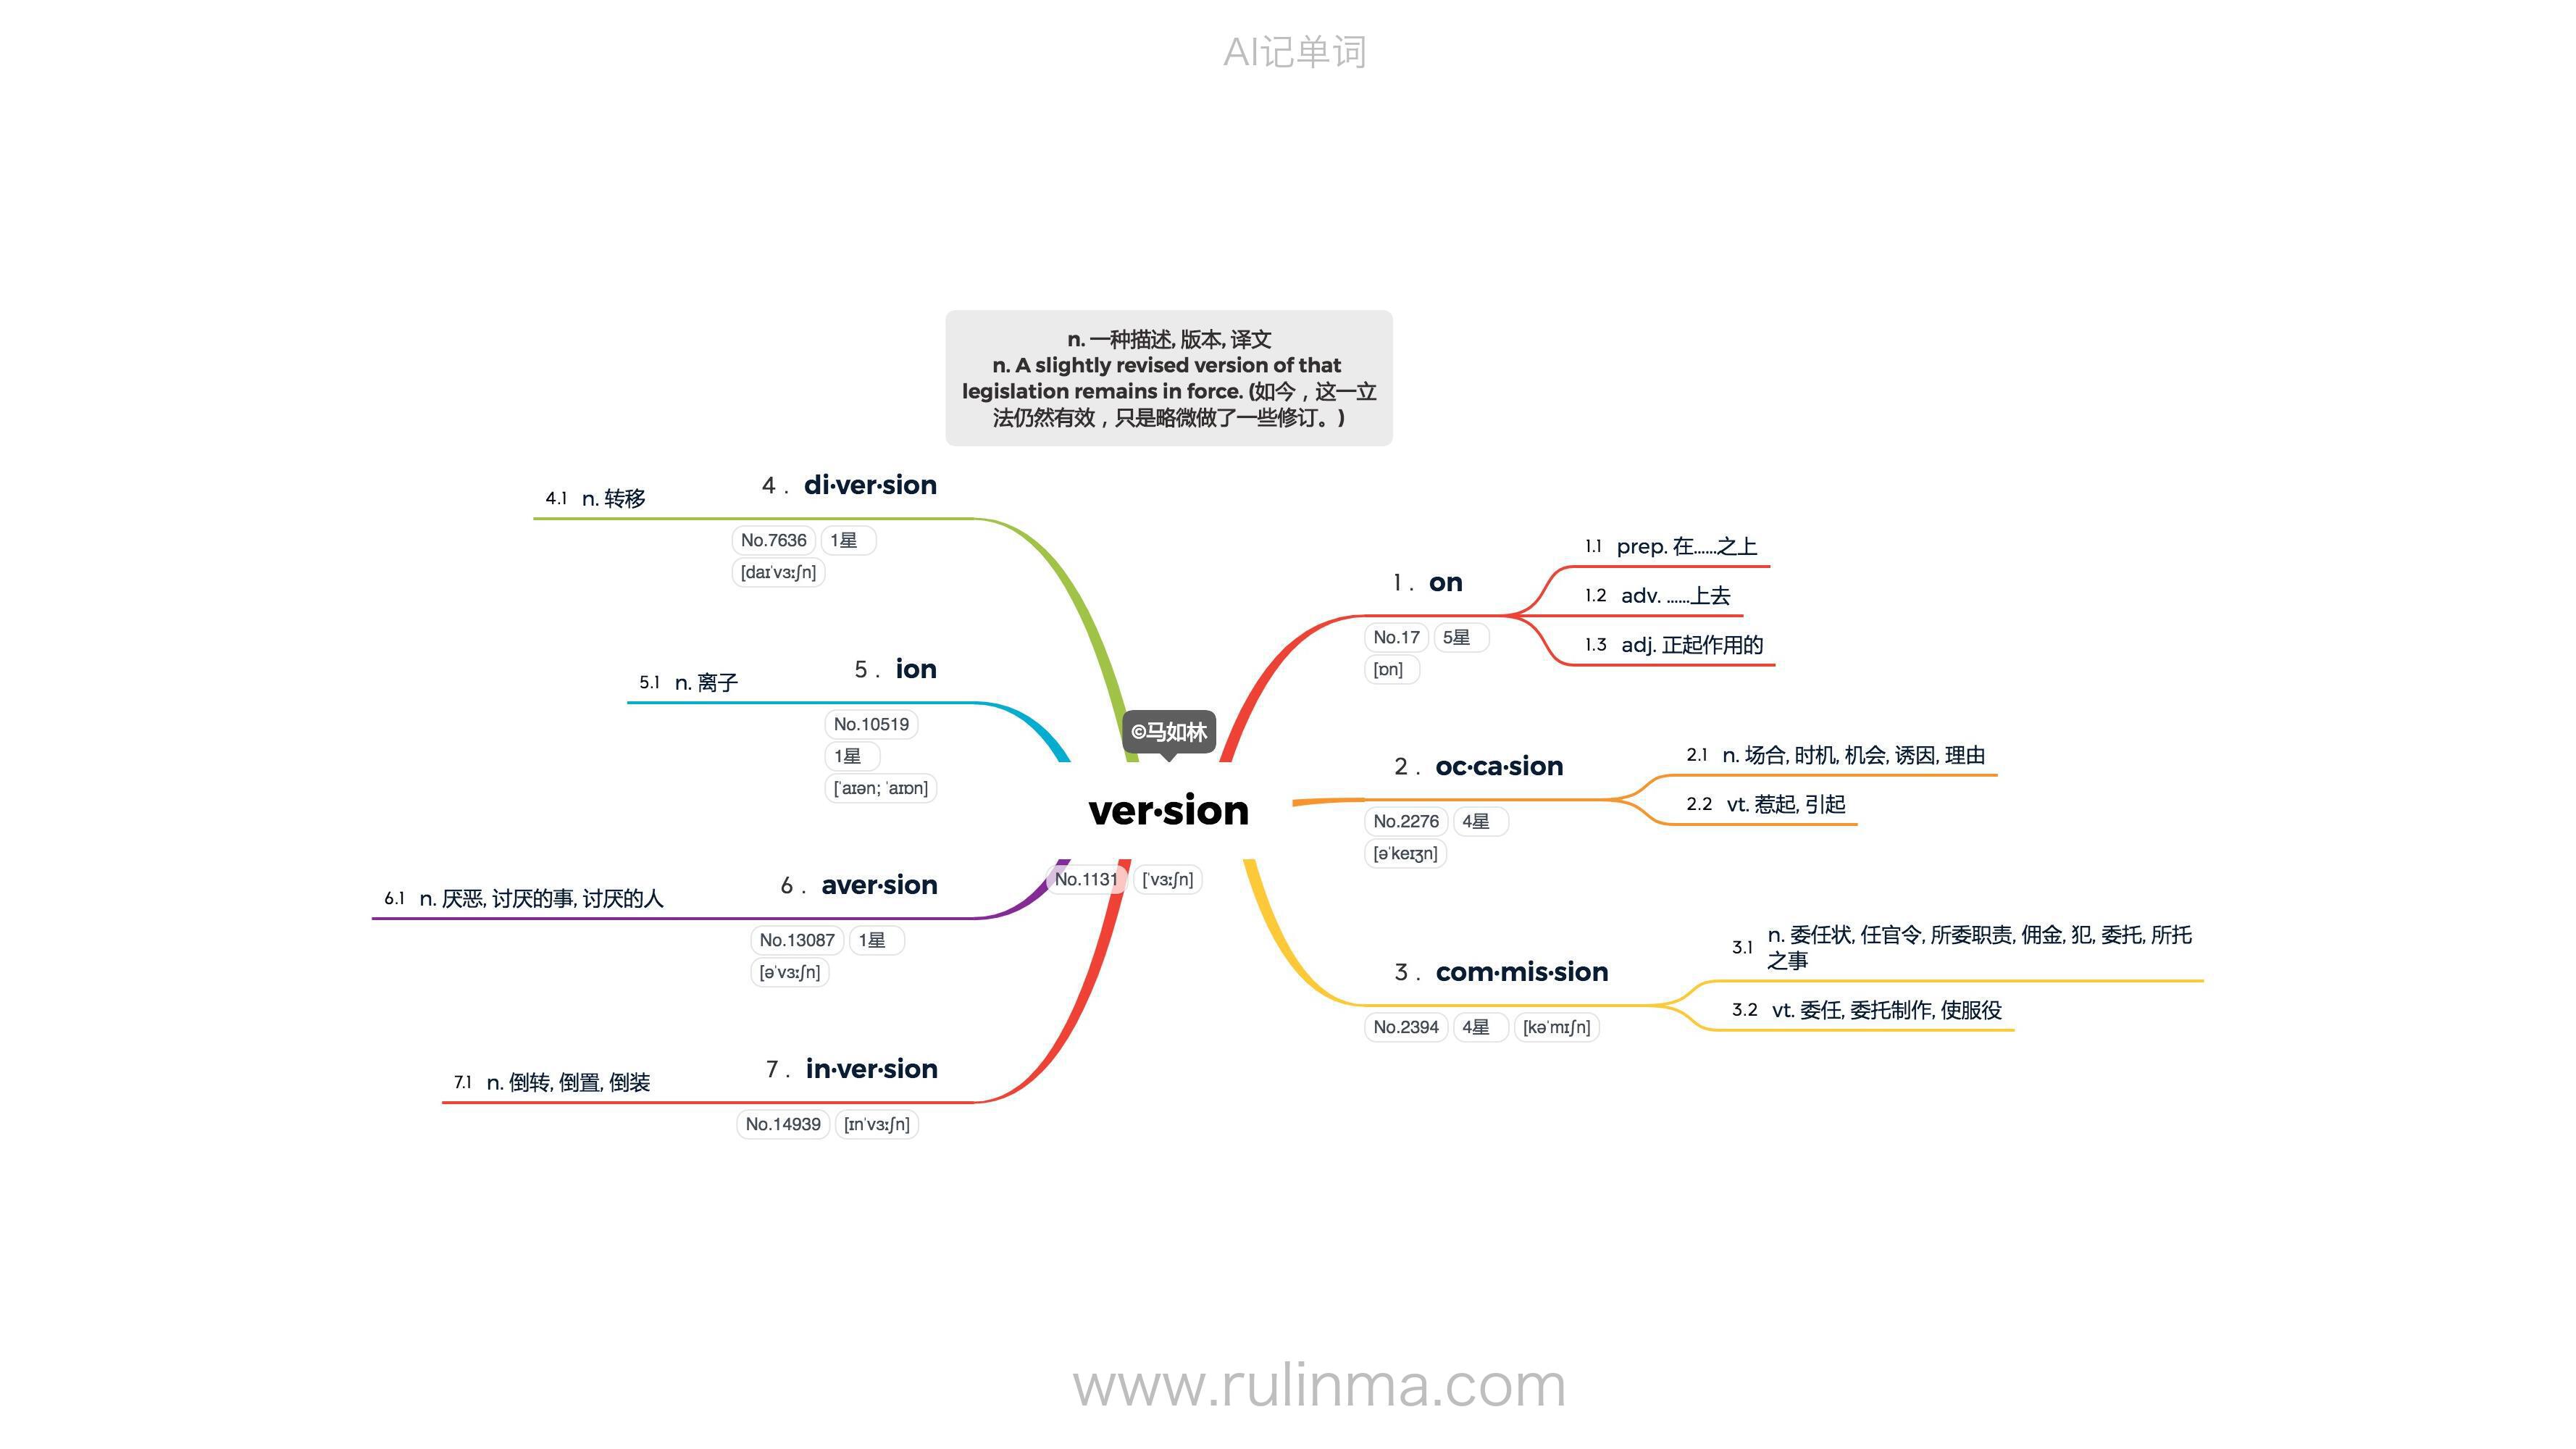 AI记单词
n. 一种描述, 版本, 译文
n. A slightly revised version of that
legislation remains in force. (如今，这一立
法仍然有效，只是略微做了一些修订。)
©马如林
ver·sion
No.1131 [ˈvɜːʃn]
1. on
No.17 5星
[ɒn]
1.1 prep. 在……之上
1.2 adv. ……上去
1.3 adj. 正起作用的
2. oc·ca·sion
No.2276 4星
[əˈkeɪʒn]
2.1 n. 场合, 时机, 机会, 诱因, 理由
2.2 vt. 惹起, 引起
3. com·mis·sion
No.2394 4星 [kəˈmɪʃn]
3.1 n. 委任状, 任官令, 所委职责, 佣金, 犯, 委托, 所托
之事
3.2 vt. 委任, 委托制作, 使服役
4. di·ver·sion
No.7636 1星
[daɪˈvɜːʃn]
4.1 n. 转移
5. ion
No.10519
1星
[ˈaɪən; ˈaɪɒn]
5.1 n. 离子
6. aver·sion
No.13087 1星
[əˈvɜːʃn]
6.1 n. 厌恶, 讨厌的事, 讨厌的人
7. in·ver·sion
No.14939 [ɪnˈvɜːʃn]
7.1 n. 倒转, 倒置, 倒装
www.rulinma.com